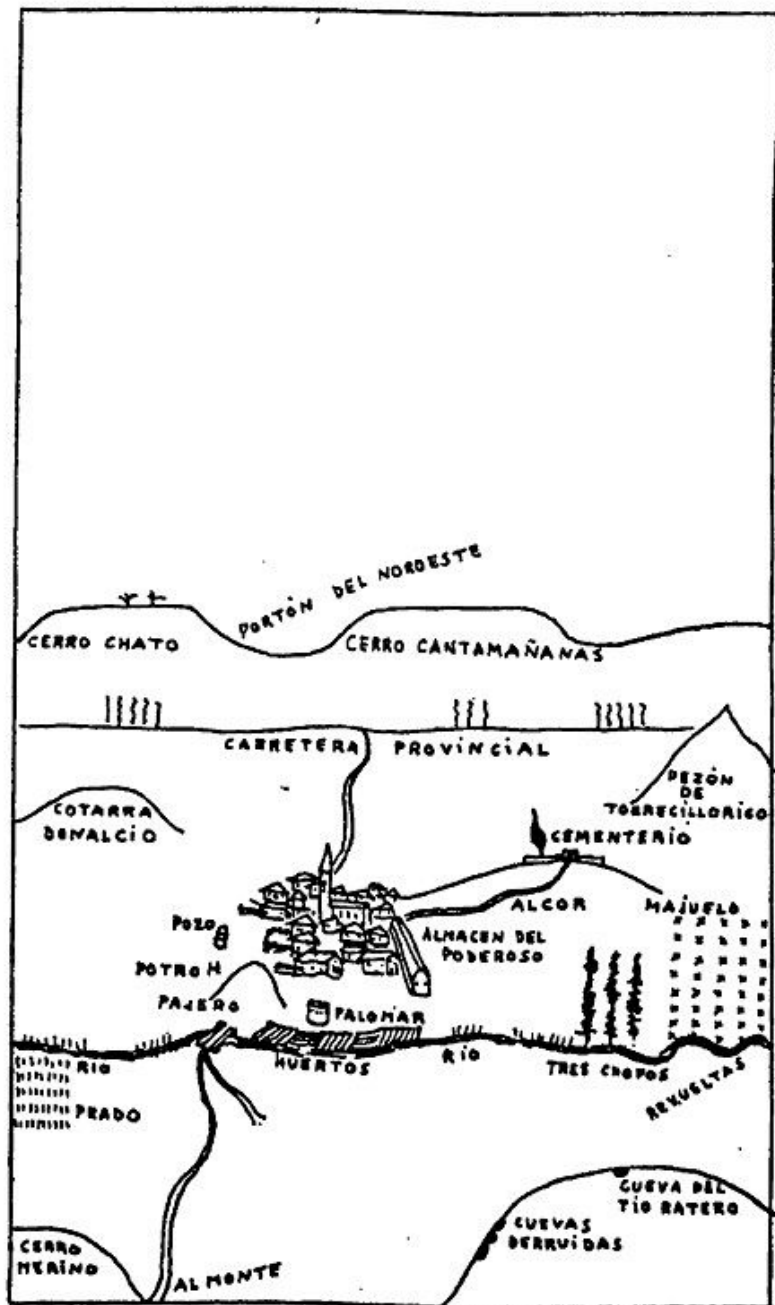 PORTÓN DEL NORDESTE
CERRO CHATO
CERRO CANTAMAÑANAS
CARRETERA PROVINCIAL
PEZÓN
DE
TORRECILLORIGO
COTARRA
DONALCIO
CEMENTERIO
ALCOR
MAJUELO
POZO
ALMACEN DEL
PODEROSO
POTRO
PAJERO
PALOMAR
RIO
HUERTOS
RÍO
TRES CHOPOS
REVUELTAS
PRADO
CUEVA DEL
TÍO RATERO
CUEVAS
DERRUIDAS
CERRO
MERINO
AL MONTE